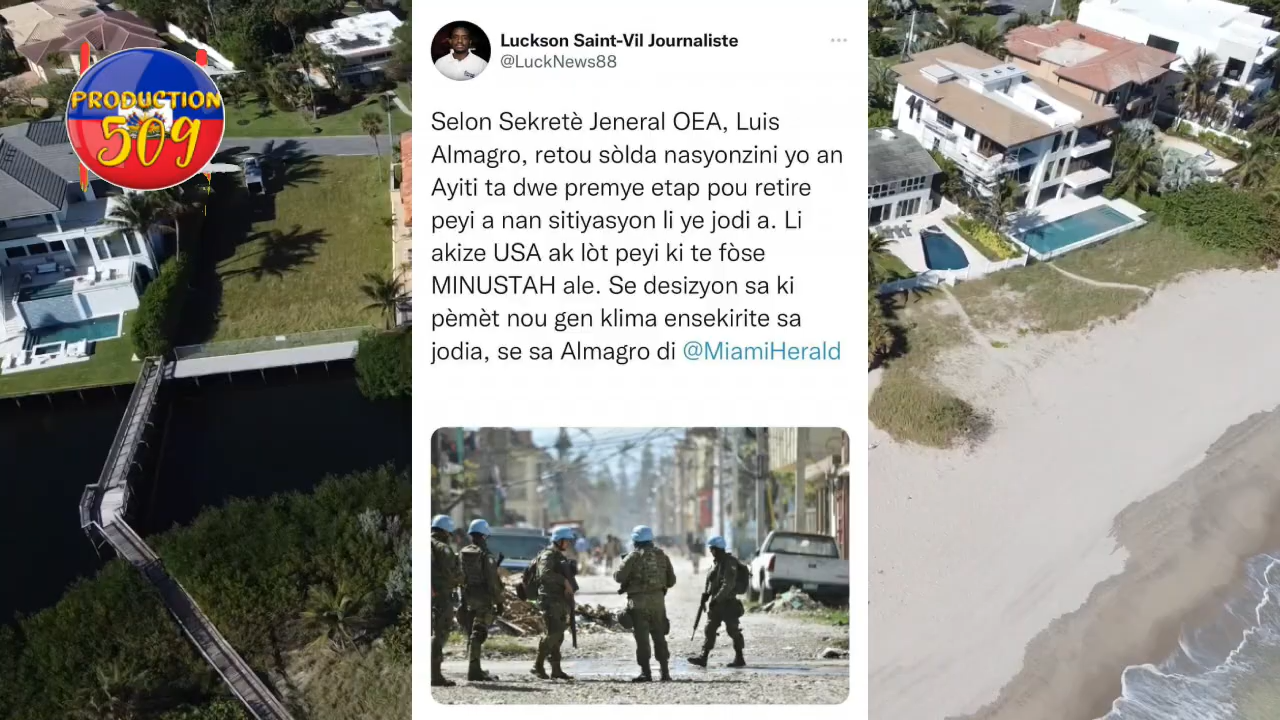 PRODUCTION
509
Luckson Saint-Vil Journaliste
@LuckNews88
Selon Sekretè Jeneral OEA, Luis
Almagro, retou sòlda nasyonzini yo an
Ayiti ta dwe premye etap pou retire
peyi a nan sitiyasyon li ye jodi a. Li
akize USA ak lòt peyi ki te fòse
MINUSTAH ale. Se desizyon sa ki
pèmèt nou gen klima ensekirite sa
jodia, se sa Almagro di @MiamiHerald